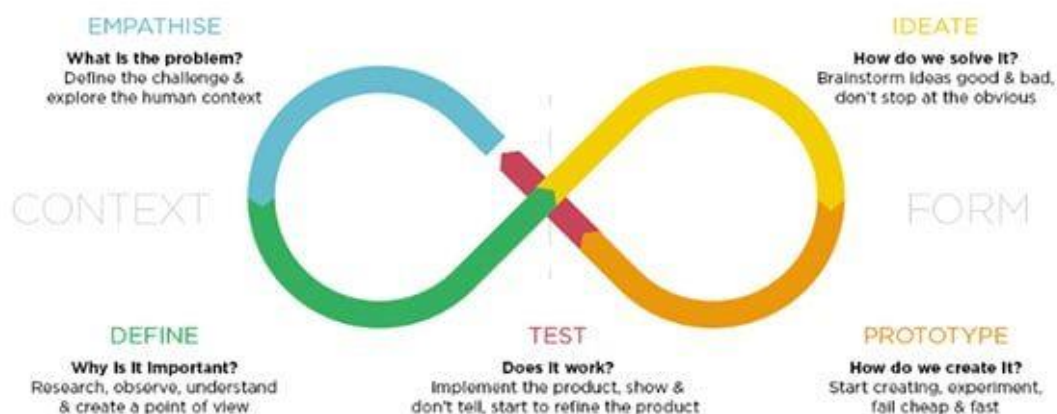 EMPATHISE
What is the problem?
Define the challenge &
explore the human context
IDEATE
How do we solve it?
Brainstorm ideas good & bad,
don't stop at the obvious
CONTEXT
FORM
DEFINE
Why is it important?
Research, observe, understand
& create a point of view
TEST
Does it work?
Implement the product, show &
don't tell, start to refine the product
PROTOTYPE
How do we create it?
Start creating, experiment,
fail cheap & fast